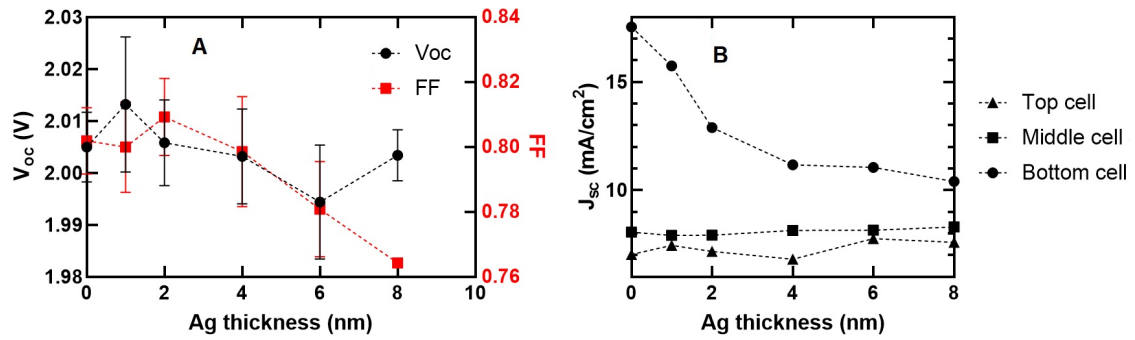 A
Voc
FF
2.03
2.02
2.01
2.00
1.99
1.98
V_oc (V)
0.84
0.82
0.80
0.78
0.76
FF
0 2 4 6 8 10
Ag thickness (nm)
B
15
10
J_sc (mA/cm²)
0 2 4 6 8
Ag thickness (nm)
Top cell
Middle cell
Bottom cell